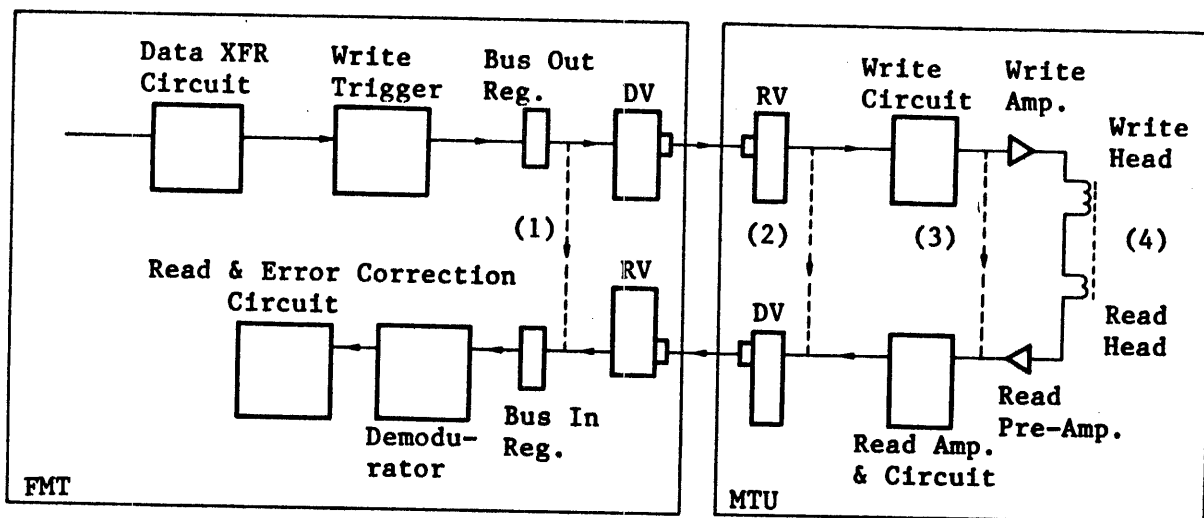 Data XFR
Circuit
Write
Trigger
Bus Out
Reg.
DV
RV
Write
Circuit
Write
Amp.
Write
Head
(1)
(2)
(3)
(4)
Read & Error Correction
Circuit
RV
DV
Read
Head
Demodu-
rator
Bus In
Reg.
Read Amp.
& Circuit
Read
Pre-Amp.
FMT
MTU